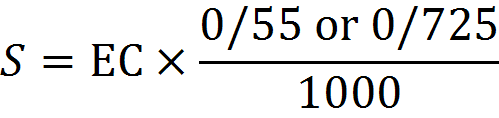 S = EC × 0/55 or 0/725
1000